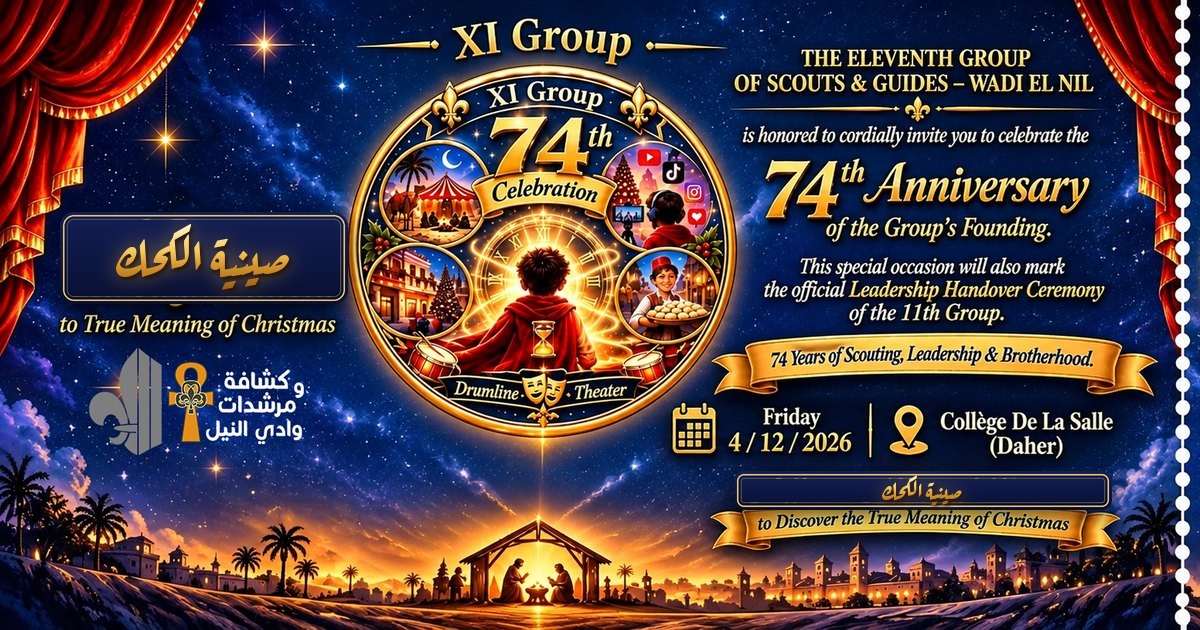 XI Group
XI Group
74th
Celebration
Drumline
Theater
صينية الكحك
to True Meaning of Christmas
و كشافة
مرشدات
وادي النيل
THE ELEVENTH GROUP
OF SCOUTS & GUIDES – WADI EL NIL
is honored to cordially invite you to celebrate the
74th Anniversary
of the Group's Founding.
This special occasion will also mark
the official Leadership Handover Ceremony
of the 11th Group.
74 Years of Scouting, Leadership & Brotherhood.
Friday
4 / 12 / 2026
Collège De La Salle
(Daher)
صينية الكحك
to Discover the True Meaning of Christmas